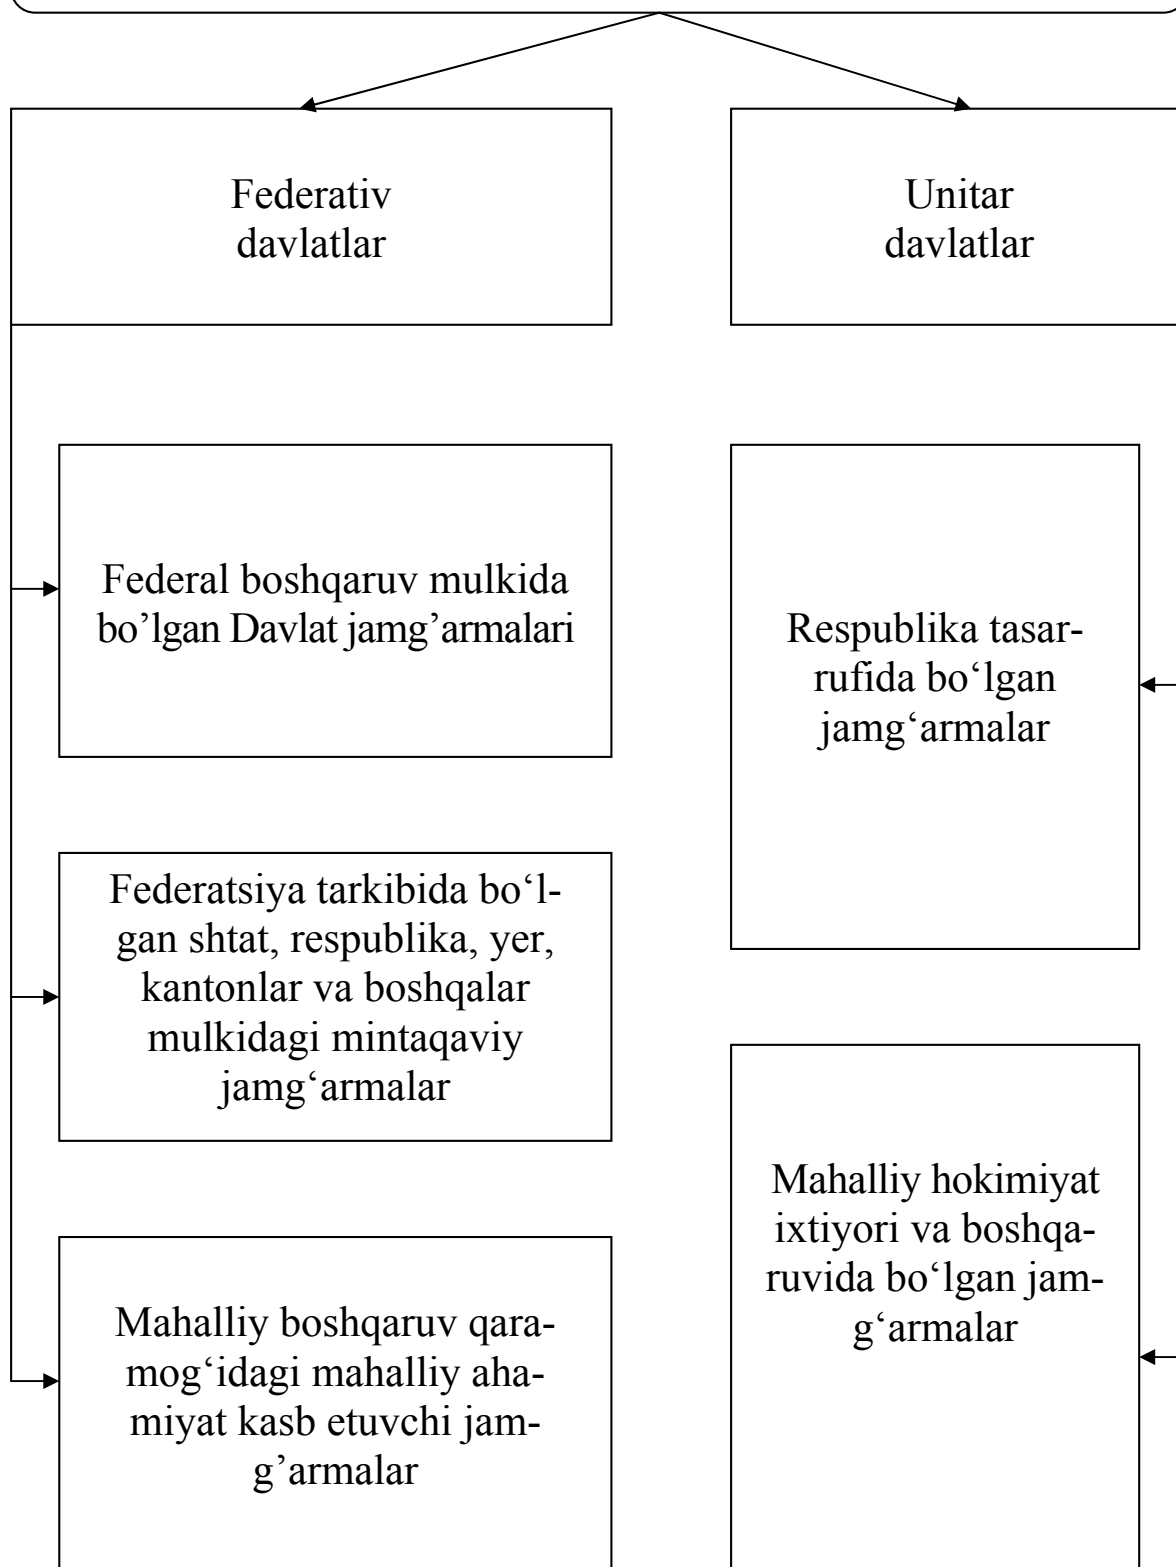 Federativ
davlatlar
Unitar
davlatlar
Federal boshqaruv mulkida
bo’lgan Davlat jamg’armalari
Respublika tasar-
rufida bo‘lgan
jamg‘armalar
Federatsiya tarkibida bo‘l-
gan shtat, respublika, yer,
kantonlar va boshqalar
mulkidagi mintaqaviy
jamg‘armalar
Mahalliy hokimiyat
ixtiyori va boshqa-
ruvida bo‘lgan jam-
g‘armalar
Mahalliy boshqaruv qara-
mog‘idagi mahalliy aha-
miyat kasb etuvchi jam-
g’armalar